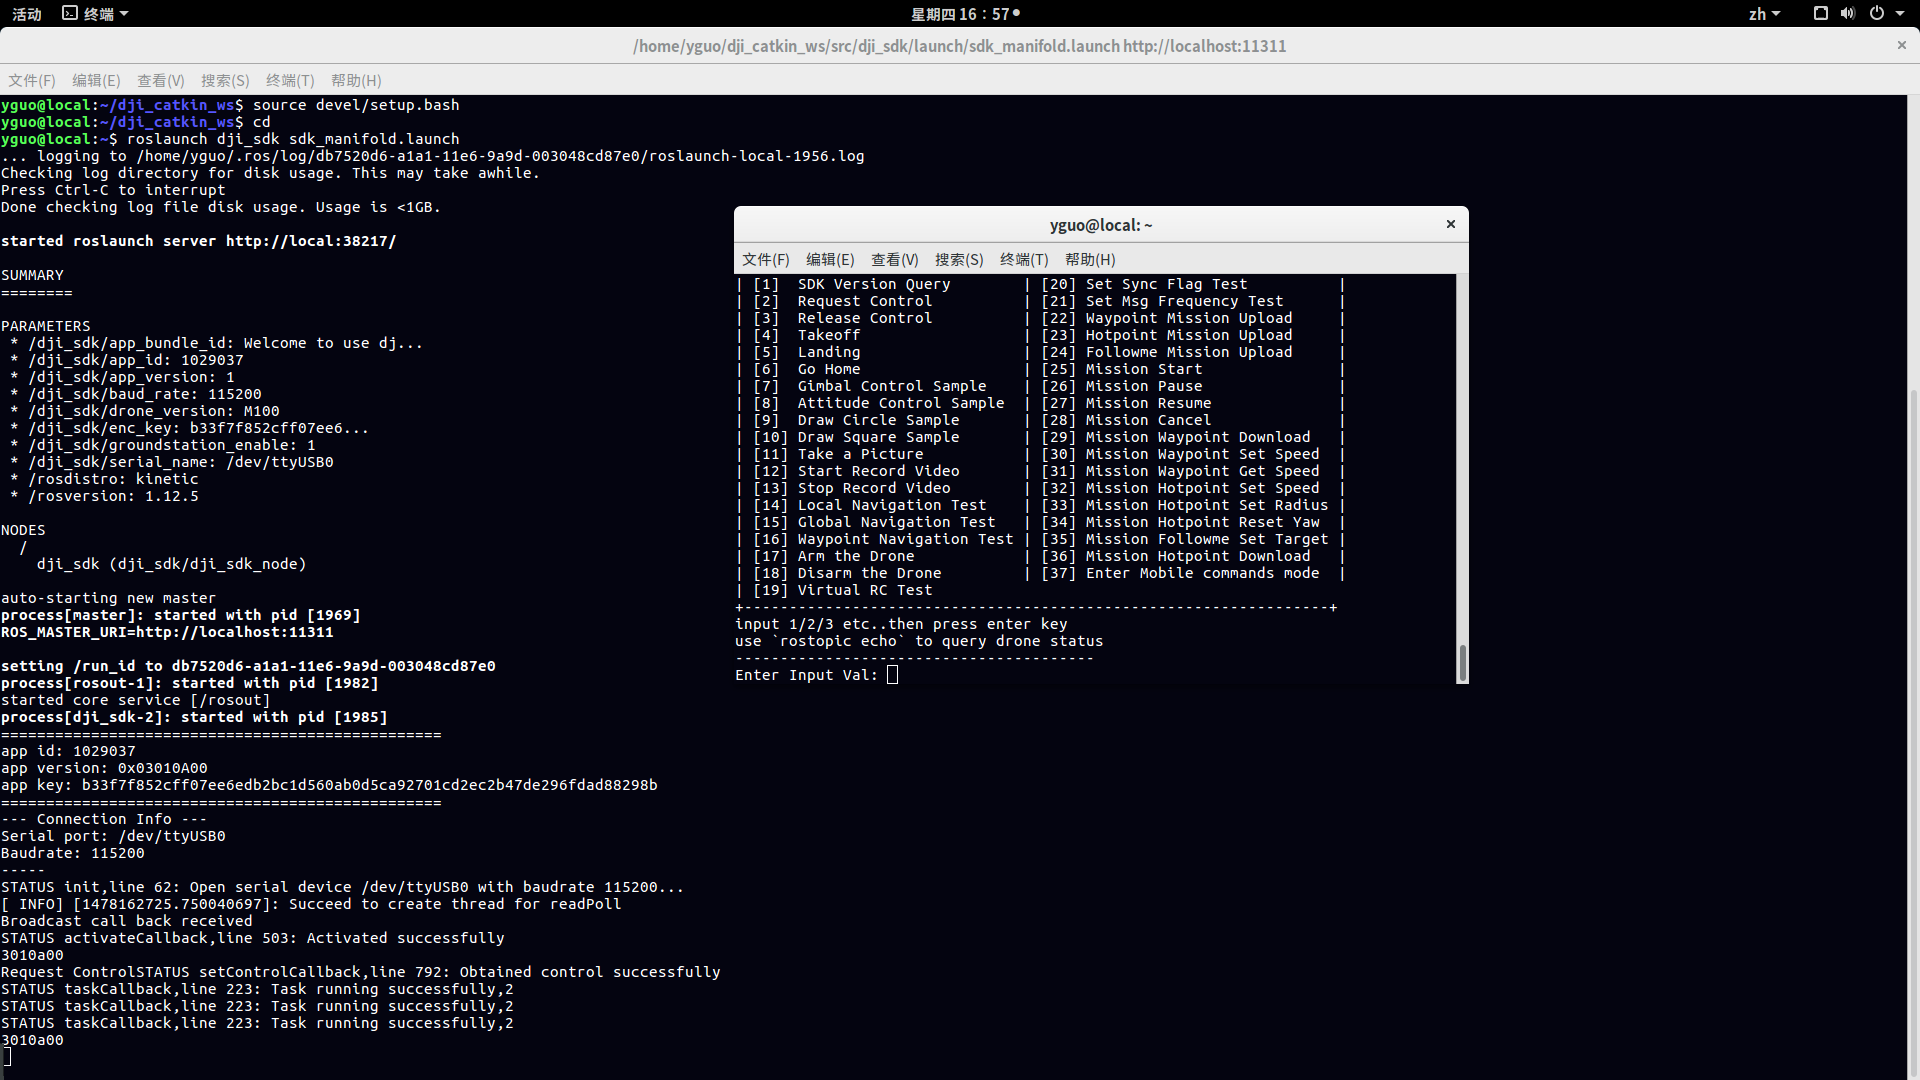 活动 终端 星期四 16：57 zh
/home/yguo/dji_catkin_ws/src/dji_sdk/launch/sdk_manifold.launch http://localhost:11311
文件(F) 编辑(E) 查看(V) 搜索(S) 终端(T) 帮助(H)
yguo@local:~/dji_catkin_ws$ source devel/setup.bash
yguo@local:~/dji_catkin_ws$ cd
yguo@local:~$ roslaunch dji_sdk sdk_manifold.launch
... logging to /home/yguo/.ros/log/db7520d6-a1a1-11e6-9a9d-003048cd87e0/roslaunch-local-1956.log
Checking log directory for disk usage. This may take awhile.
Press Ctrl-C to interrupt
Done checking log file disk usage. Usage is <1GB.
started roslaunch server http://local:38217/
SUMMARY
========
PARAMETERS
* /dji_sdk/app_bundle_id: Welcome to use dj...
* /dji_sdk/app_id: 1029037
* /dji_sdk/app_version: 1
* /dji_sdk/baud_rate: 115200
* /dji_sdk/drone_version: M100
* /dji_sdk/enc_key: b33f7f852cff07ee6...
* /dji_sdk/groundstation_enable: 1
* /dji_sdk/serial_name: /dev/ttyUSB0
* /rosdistro: kinetic
* /rosversion: 1.12.5
NODES
/
dji_sdk (dji_sdk/dji_sdk_node)
auto-starting new master
process[master]: started with pid [1969]
ROS_MASTER_URI=http://localhost:11311
setting /run_id to db7520d6-a1a1-11e6-9a9d-003048cd87e0
process[rosout-1]: started with pid [1982]
started core service [/rosout]
process[dji_sdk-2]: started with pid [1985]
=================================================
app id: 1029037
app version: 0x03010A00
app key: b33f7f852cff07ee6edb2bc1d560ab0d5ca92701cd2ec2b47de296fdad88298b
=================================================
--- Connection Info ---
Serial port: /dev/ttyUSB0
Baudrate: 115200
-----
STATUS init,line 62: Open serial device /dev/ttyUSB0 with baudrate 115200...
[ INFO] [1478162725.750040697]: Succeed to create thread for readPoll
Broadcast call back received
STATUS activateCallback,line 503: Activated successfully
3010a00
Request ControlSTATUS setControlCallback,line 792: Obtained control successfully
STATUS taskCallback,line 223: Task running successfully,2
STATUS taskCallback,line 223: Task running successfully,2
STATUS taskCallback,line 223: Task running successfully,2
3010a00
yguo@local: ~
文件(F) 编辑(E) 查看(V) 搜索(S) 终端(T) 帮助(H)
| [1]  SDK Version Query        | [20] Set Sync Flag Test          |
| [2]  Request Control          | [21] Set Msg Frequency Test      |
| [3]  Release Control          | [22] Waypoint Mission Upload     |
| [4]  Takeoff                  | [23] Hotpoint Mission Upload     |
| [5]  Landing                  | [24] Followme Mission Upload     |
| [6]  Go Home                  | [25] Mission Start               |
| [7]  Gimbal Control Sample    | [26] Mission Pause               |
| [8]  Attitude Control Sample  | [27] Mission Resume              |
| [9]  Draw Circle Sample       | [28] Mission Cancel              |
| [10] Draw Square Sample       | [29] Mission Waypoint Download   |
| [11] Take a Picture           | [30] Mission Waypoint Set Speed  |
| [12] Start Record Video       | [31] Mission Waypoint Get Speed  |
| [13] Stop Record Video        | [32] Mission Hotpoint Set Speed  |
| [14] Local Navigation Test    | [33] Mission Hotpoint Set Radius |
| [15] Global Navigation Test   | [34] Mission Hotpoint Reset Yaw  |
| [16] Waypoint Navigation Test | [35] Mission Followme Set Target |
| [17] Arm the Drone            | [36] Mission Hotpoint Download   |
| [18] Disarm the Drone         | [37] Enter Mobile commands mode  |
| [19] Virtual RC Test
+-----------------------------------------------------------------+
input 1/2/3 etc..then press enter key
use `rostopic echo` to query drone status
----------------------------------------
Enter Input Val: